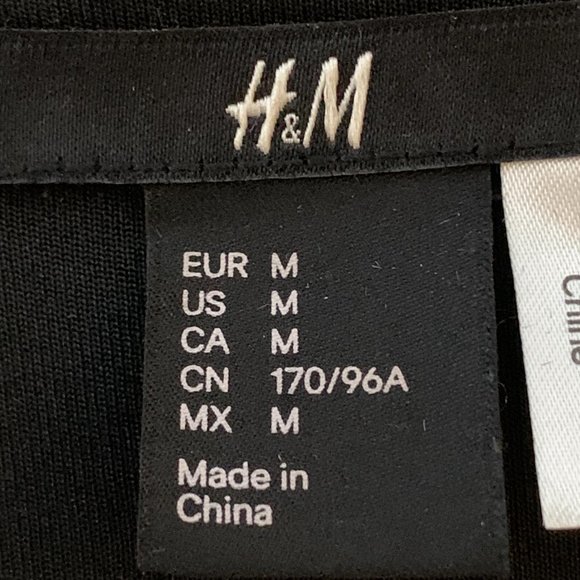 H&M
EUR M
US M
CA M
CN 170/96A
MX M
Made in
China